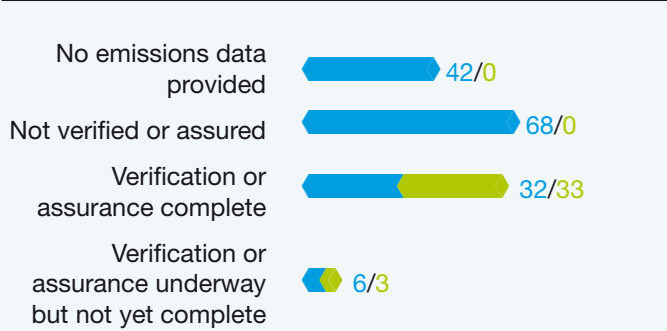 No emissions data
provided
42/0
Not verified or assured
68/0
Verification or
assurance complete
32/33
Verification or
assurance underway
but not yet complete
6/3